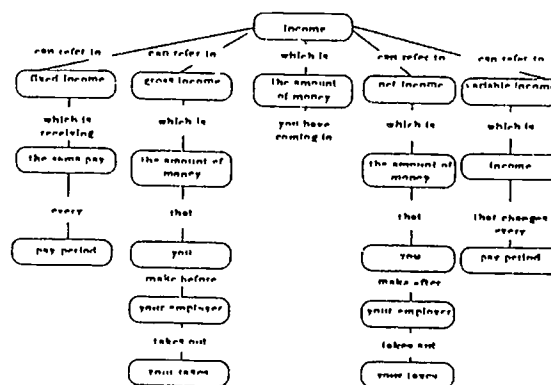 Income
can refer to
can refer to
which is
can refer to
can refer to
fixed income
gross income
the amount
of money
net income
variable income
which is
receiving
which is
you have
coming in
which is
which is
the same pay
the amount of
money
the amount of
money
income
every
that
that
that changes
every
pay period
you
you
pay period
make before
make after
your employer
your employer
takes out
takes out
your taxes
your taxes